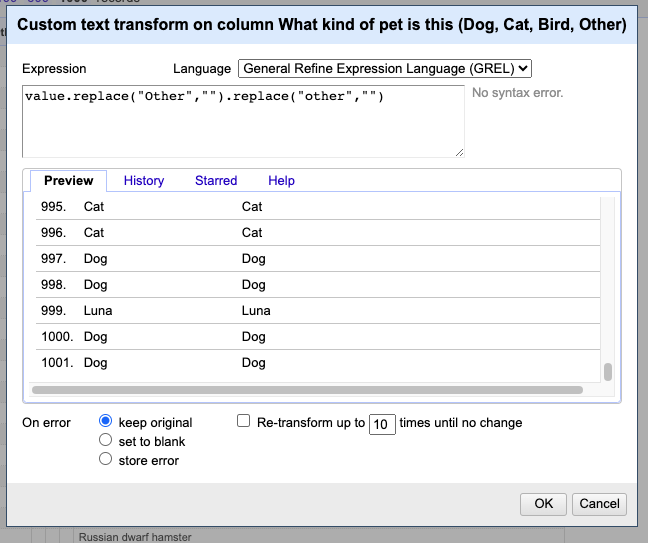 Custom text transform on column What kind of pet is this (Dog, Cat, Bird, Other)
Expression Language General Refine Expression Language (GREL)
value.replace("Other","").replace("other","")
No syntax error.
Preview History Starred Help
995. Cat Cat
996. Cat Cat
997. Dog Dog
998. Dog Dog
999. Luna Luna
1000. Dog Dog
1001. Dog Dog
On error keep original Re-transform up to 10 times until no change
set to blank
store error
OK Cancel
Russian dwarf hamster